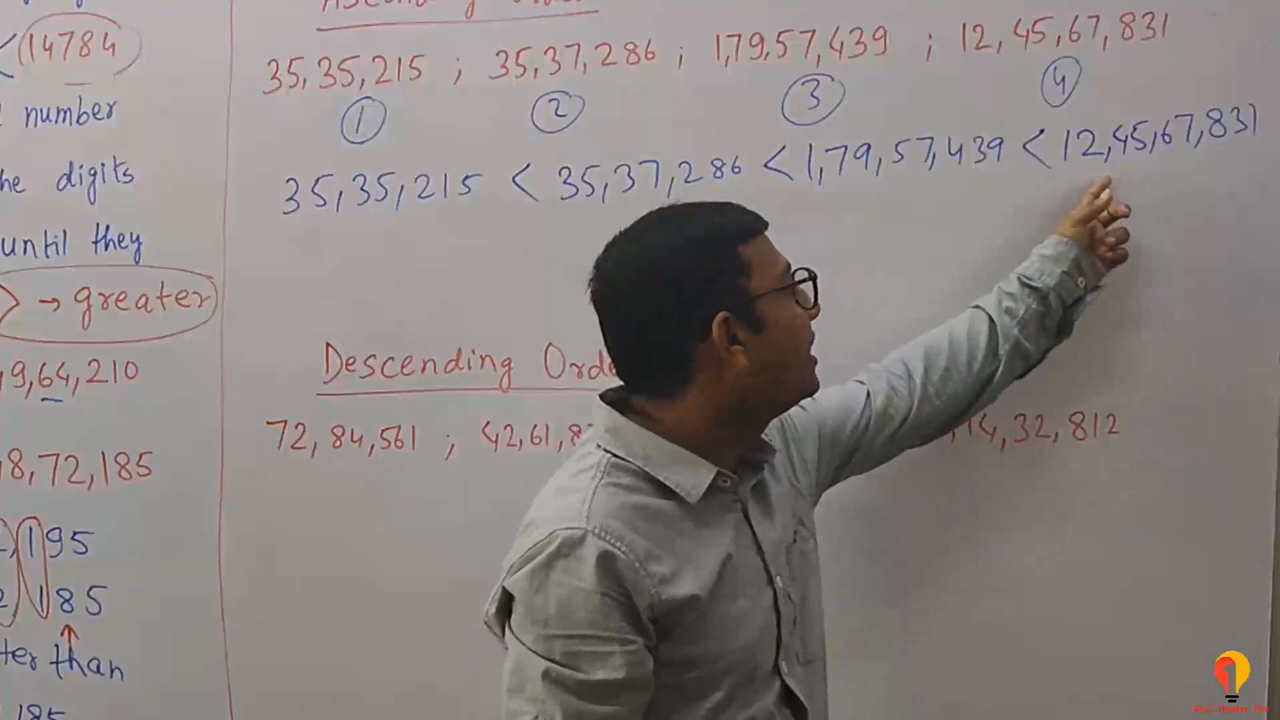 <14784
number
the digits
until they
> → greater
9,64,210
8,72,185
195
185
ter than
185
Ascending Order
35,35,215 ; 35,37,286 ; 1,79,57,439 ; 12,45,67,831
① ② ③ ④
35,35,215 < 35,37,286 < 1,79,57,439 < 12,45,67,831
Descending Orde
72,84,561 ; 42,61,8 14,32,812